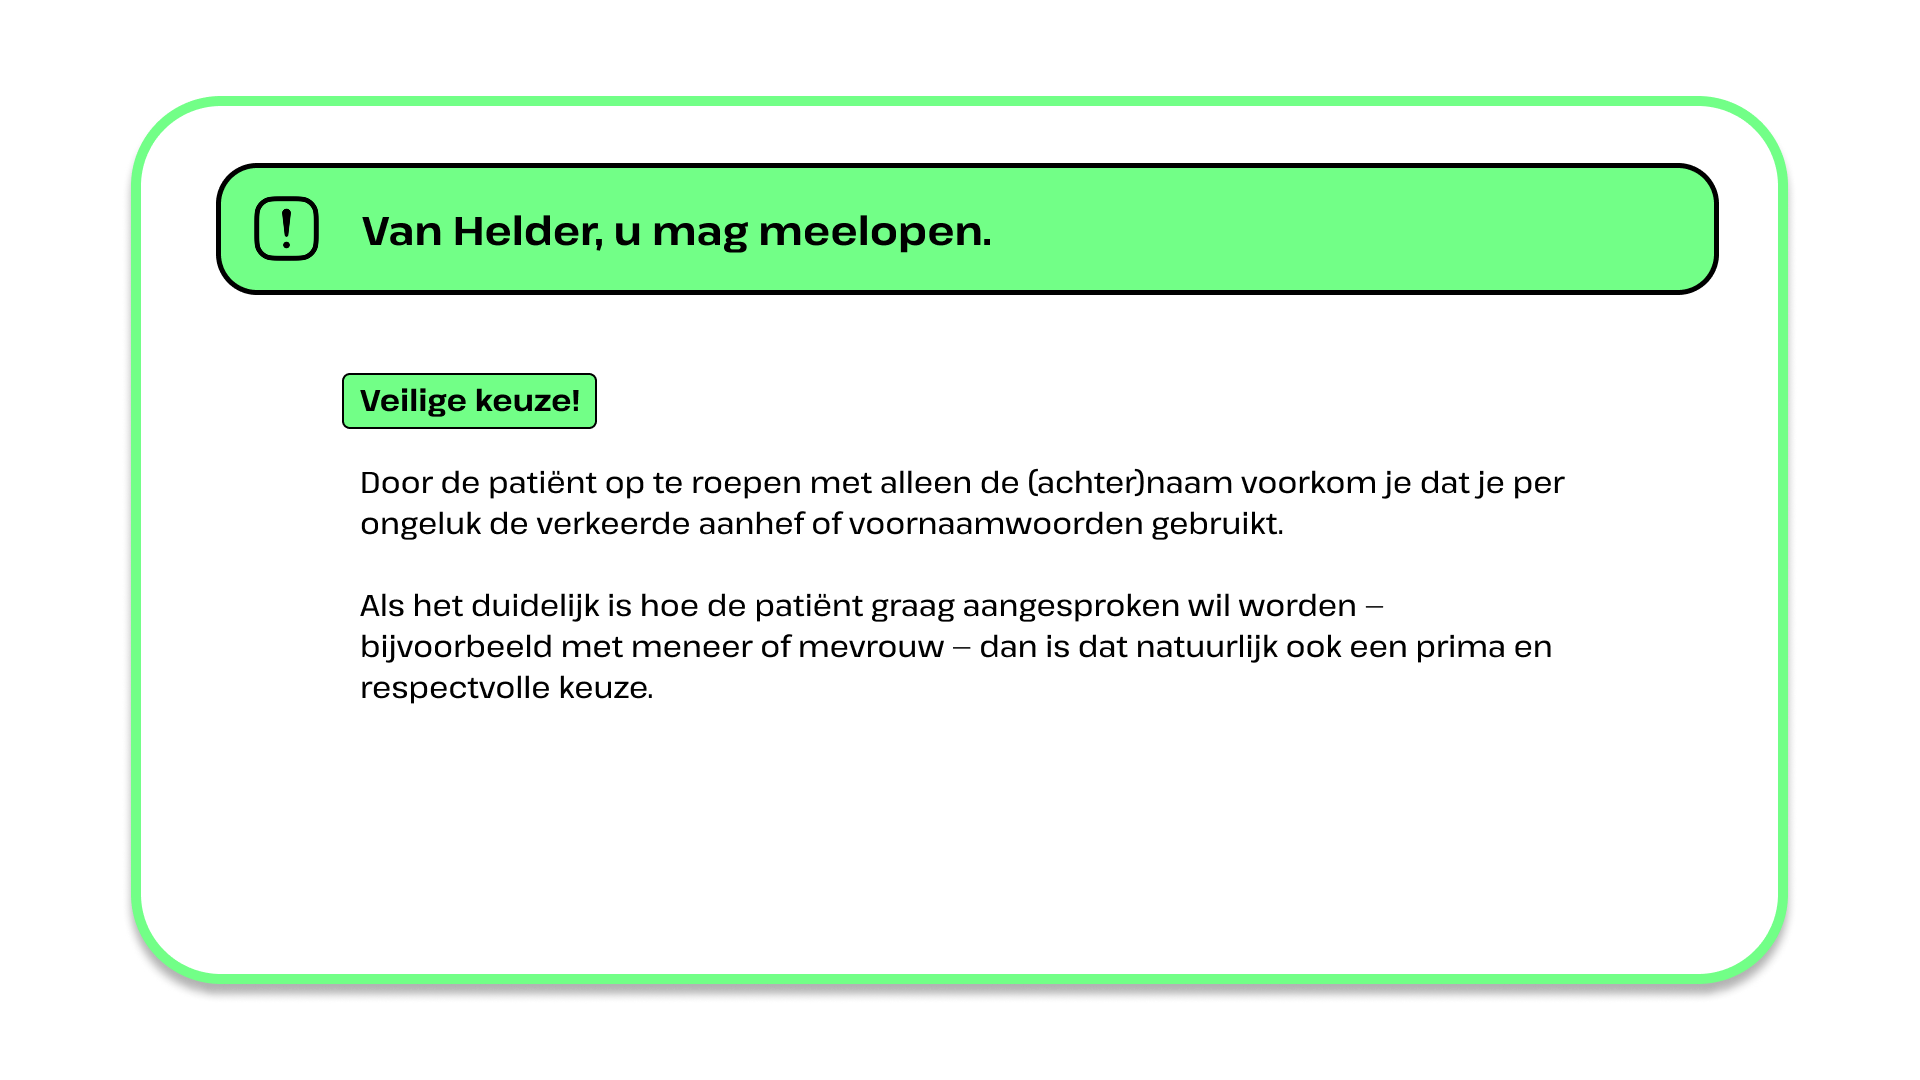 Van Helder, u mag meelopen.
Veilige keuze!
Door de patiënt op te roepen met alleen de (achter)naam voorkom je dat je per
ongeluk de verkeerde aanhef of voornaamwoorden gebruikt.
Als het duidelijk is hoe de patiënt graag aangesproken wil worden –
bijvoorbeeld met meneer of mevrouw – dan is dat natuurlijk ook een prima en
respectvolle keuze.